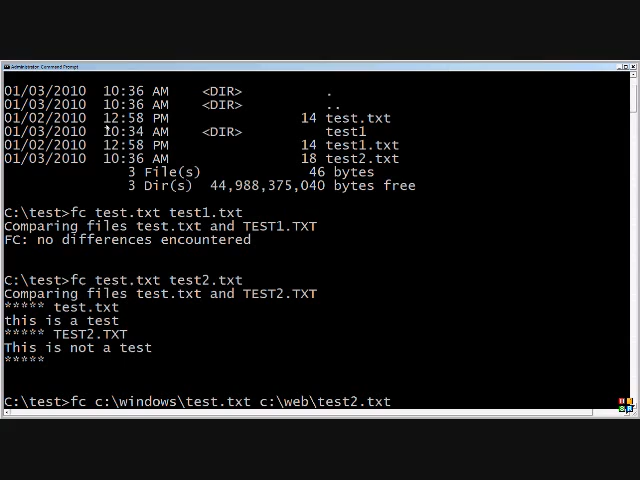 Administrator: Command Prompt
01/03/2010  10:36 AM    <DIR>          .
01/03/2010  10:36 AM    <DIR>          ..
01/02/2010  12:58 PM                14 test.txt
01/03/2010  10:34 AM    <DIR>          test1
01/02/2010  12:58 PM                14 test1.txt
01/03/2010  10:36 AM                18 test2.txt
               3 File(s)             46 bytes
               3 Dir(s)  44,988,375,040 bytes free
C:\test>fc test.txt test1.txt
Comparing files test.txt and TEST1.TXT
FC: no differences encountered
C:\test>fc test.txt test2.txt
Comparing files test.txt and TEST2.TXT
***** test.txt
this is a test
***** TEST2.TXT
This is not a test
*****
C:\test>fc c:\windows\test.txt c:\web\test2.txt